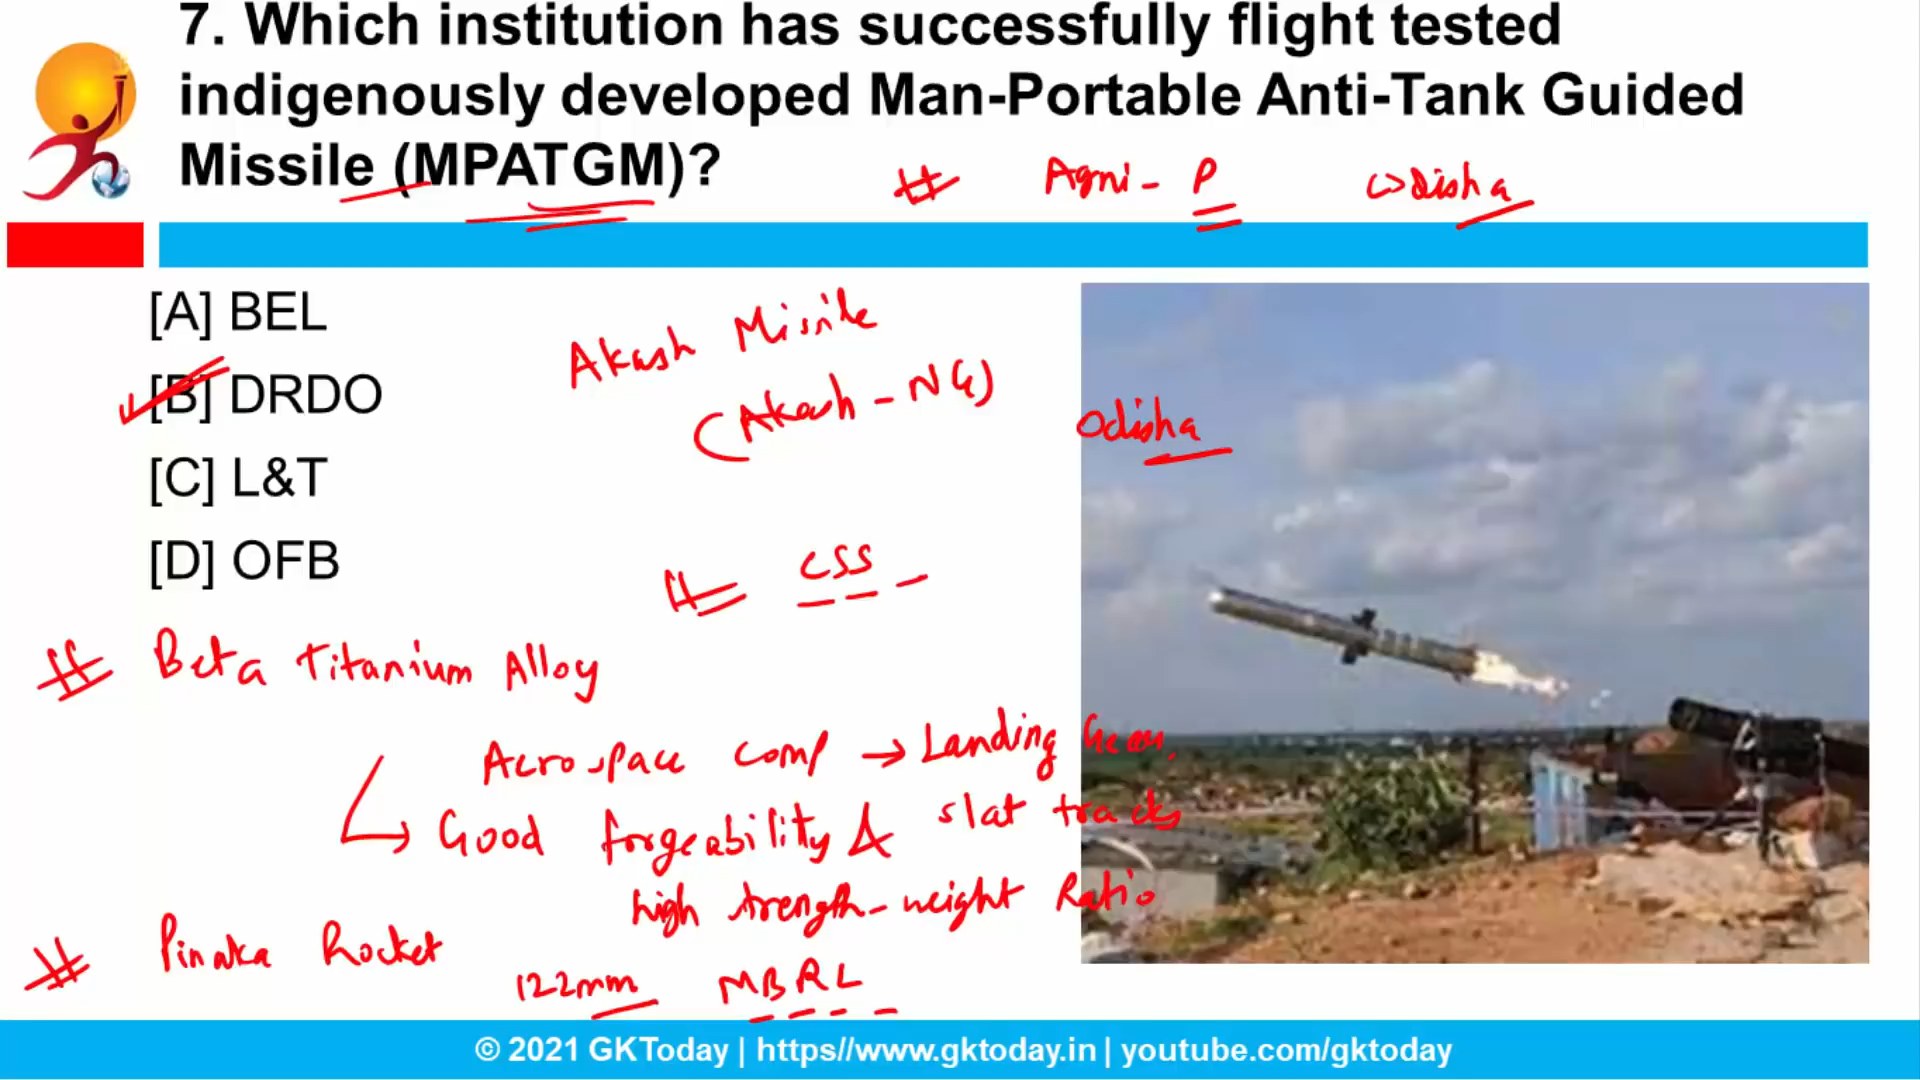 7. Which institution has successfully flight tested
indigenously developed Man-Portable Anti-Tank Guided
Missile (MPATGM)?
# Agni - P Odisha
[A] BEL
[B] DRDO
[C] L&T
[D] OFB
Akash Missile
(Akash - NG)
Odisha
# CSS
# Beta Titanium Alloy
Aerospace comp → Landing Gear,
slat tracks
↳ Good forgeability &
high strength-weight Ratio
# Pinaka Rocket
122mm MBRL
© 2021 GKToday | https//www.gktoday.in | youtube.com/gktoday